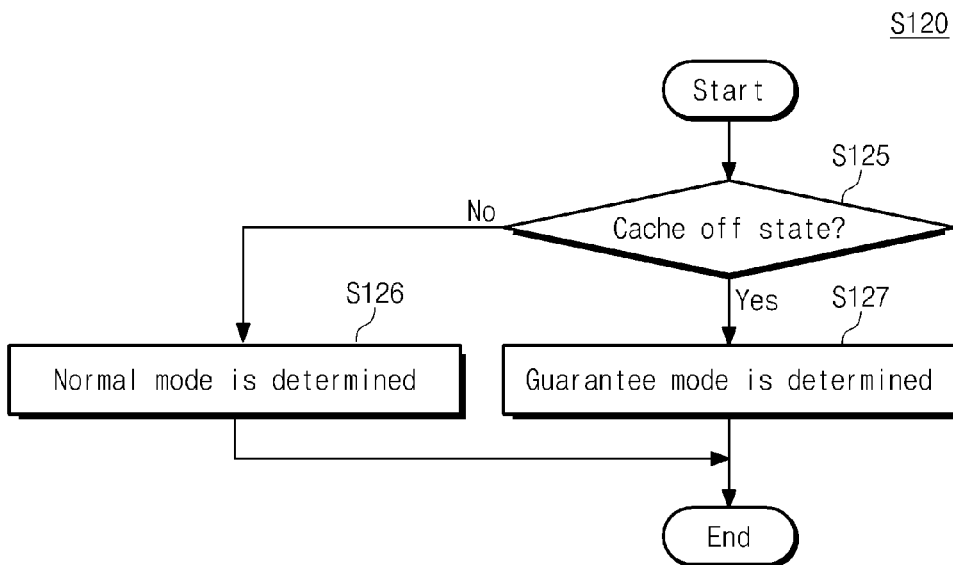 S120
Start
S125
Cache off state?
No
Yes
S126
S127
Normal mode is determined
Guarantee mode is determined
End